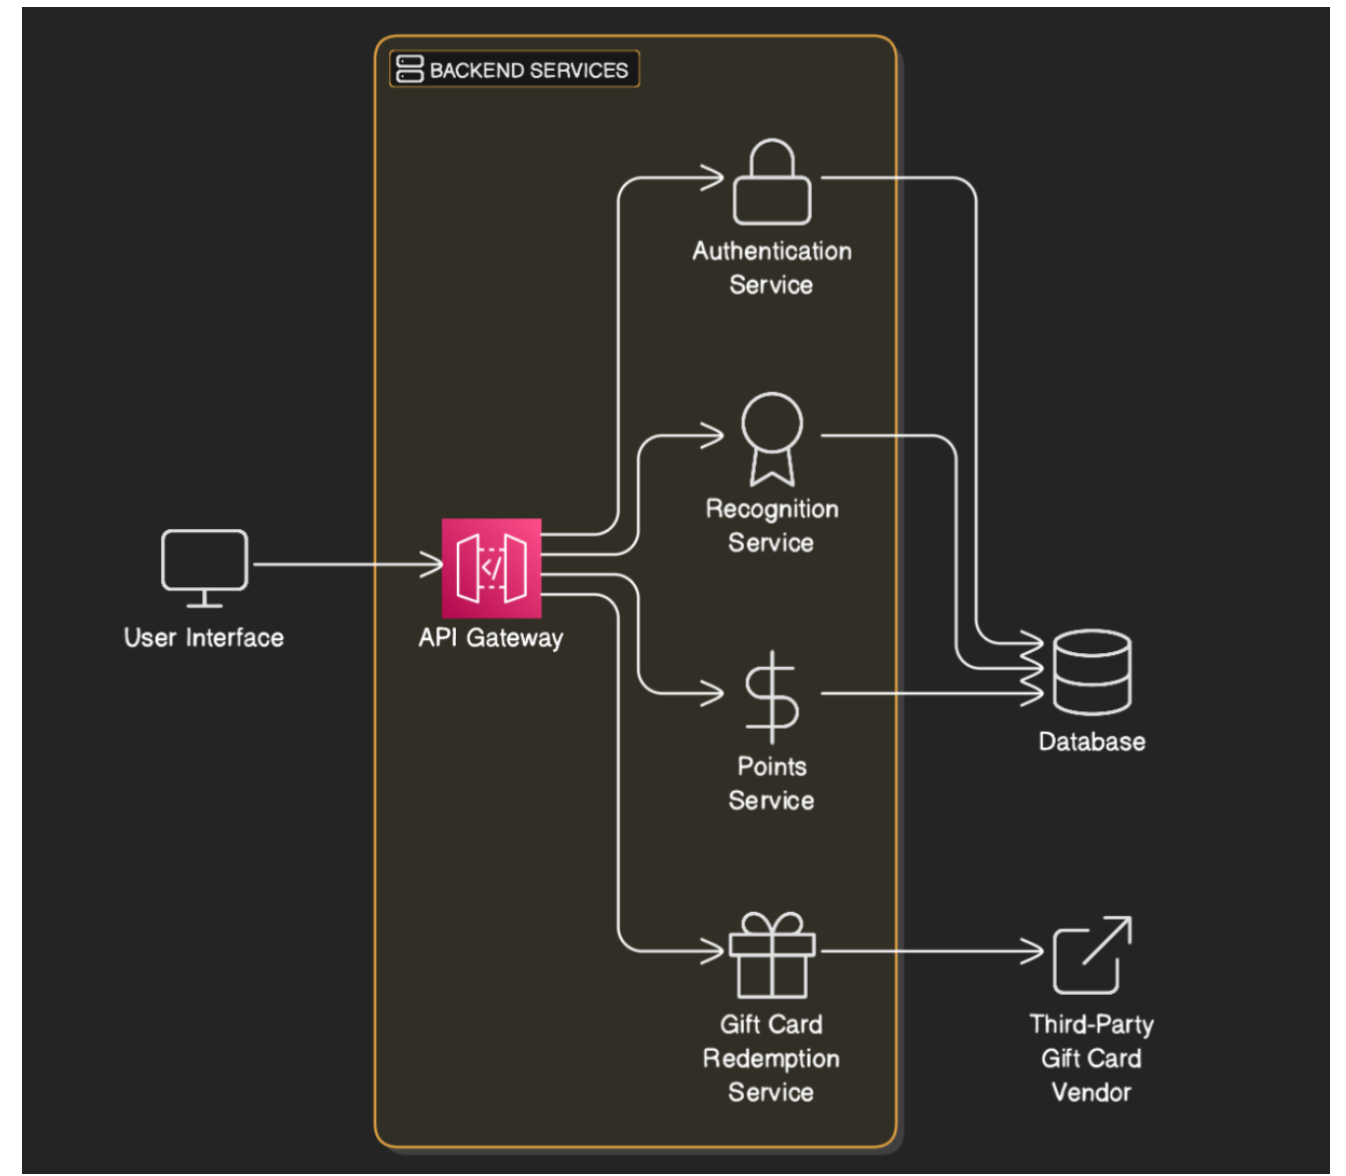 BACKEND SERVICES
Authentication
Service
Recognition
Service
User Interface
API Gateway
Points
Service
Database
Gift Card
Redemption
Service
Third-Party
Gift Card
Vendor